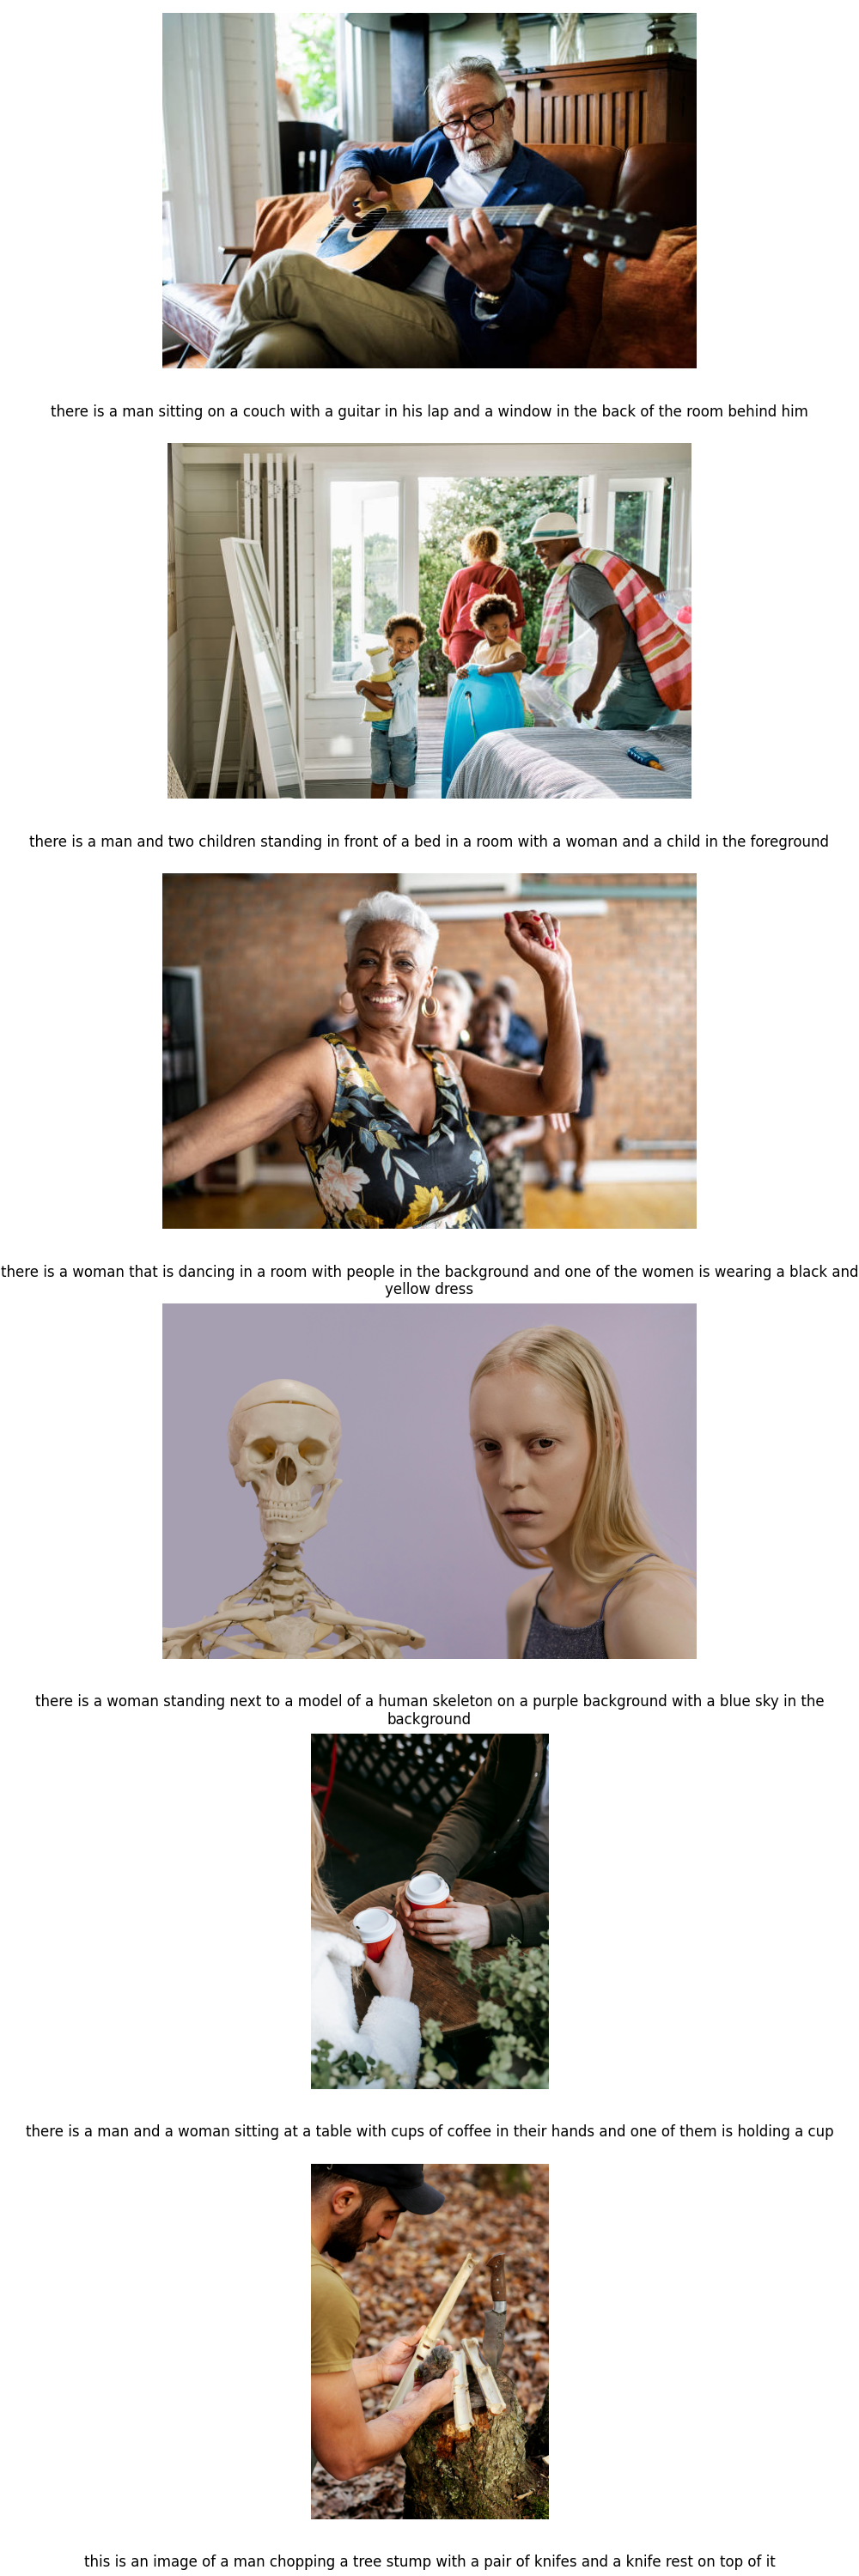 there is a man sitting on a couch with a guitar in his lap and a window in the back of the room behind him
there is a man and two children standing in front of a bed in a room with a woman and a child in the foreground
there is a woman that is dancing in a room with people in the background and one of the women is wearing a black and
yellow dress
there is a woman standing next to a model of a human skeleton on a purple background with a blue sky in the
background
there is a man and a woman sitting at a table with cups of coffee in their hands and one of them is holding a cup
this is an image of a man chopping a tree stump with a pair of knifes and a knife rest on top of it